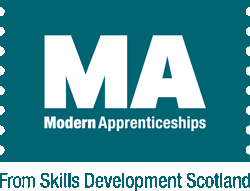 MA
Modern Apprenticeships
From Skills Development Scotland